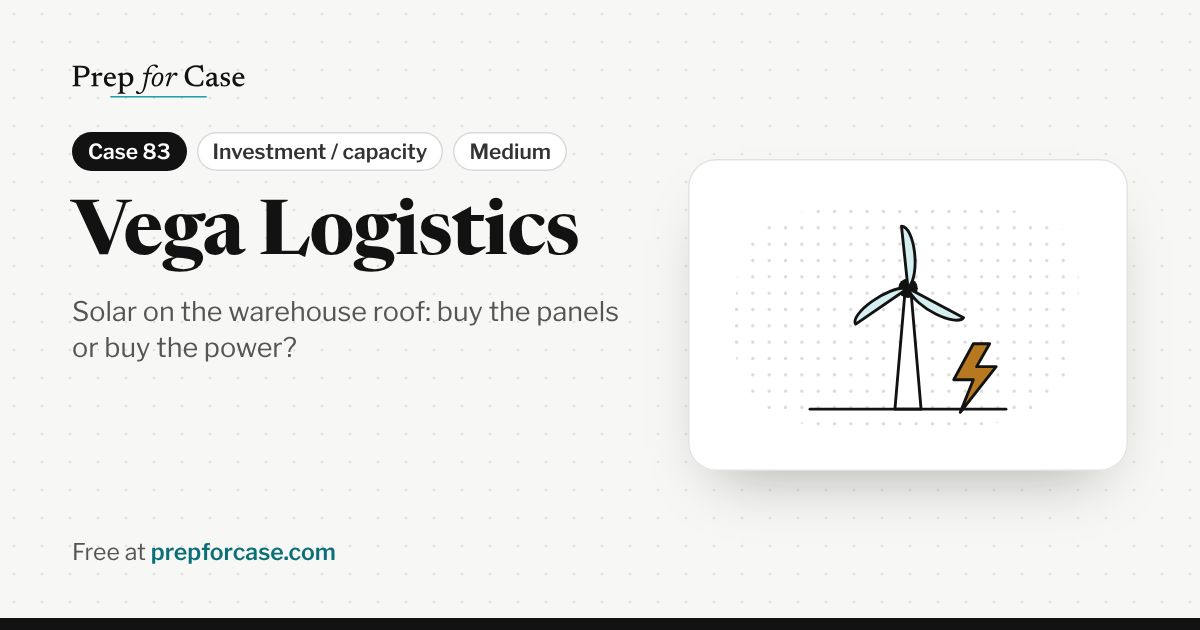 Prep for Case
Case 83
Investment / capacity
Medium
Vega Logistics
Solar on the warehouse roof: buy the panels
or buy the power?
Free at prepforcase.com